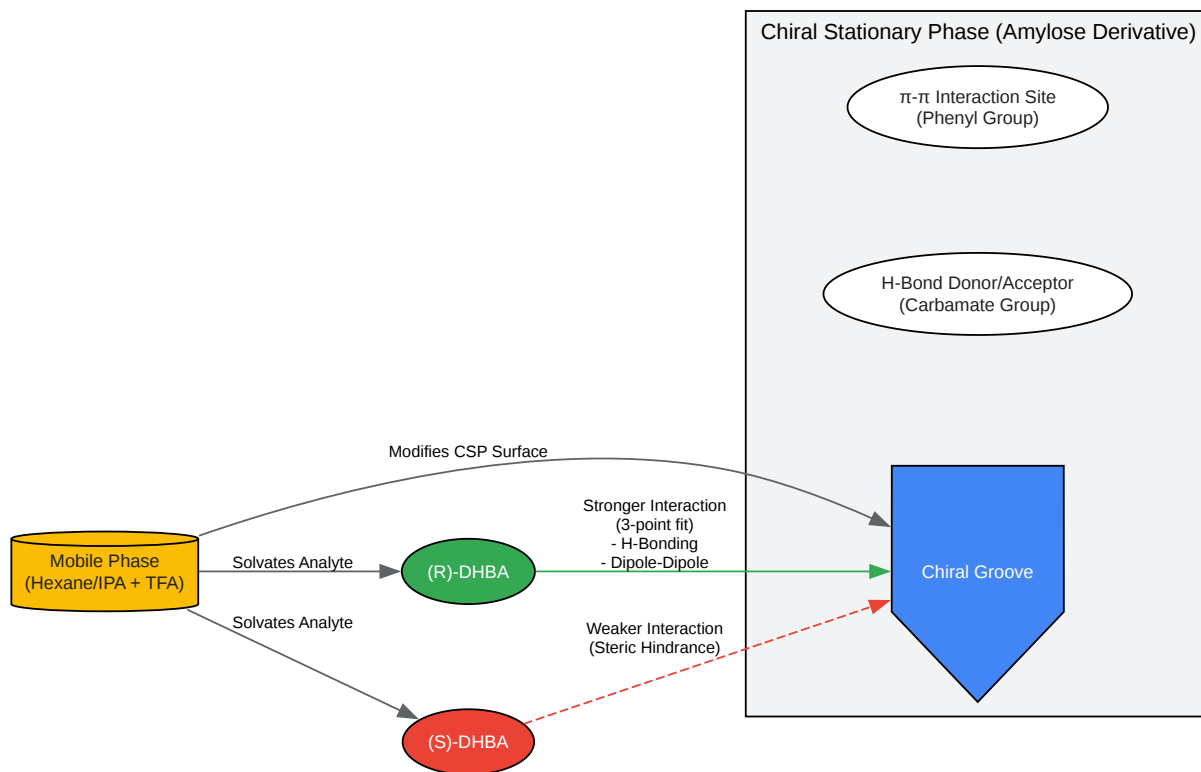 Chiral Stationary Phase (Amylose Derivative)
π-π Interaction Site
(Phenyl Group)
H-Bond Donor/Acceptor
(Carbamate Group)
Modifies CSP Surface
Stronger Interaction
(3-point fit)
- H-Bonding
- Dipole-Dipole
Mobile Phase
(Hexane/IPA + TFA)
Solvates Analyte
(R)-DHBA
Chiral Groove
Solvates Analyte
Weaker Interaction
(Steric Hindrance)
(S)-DHBA